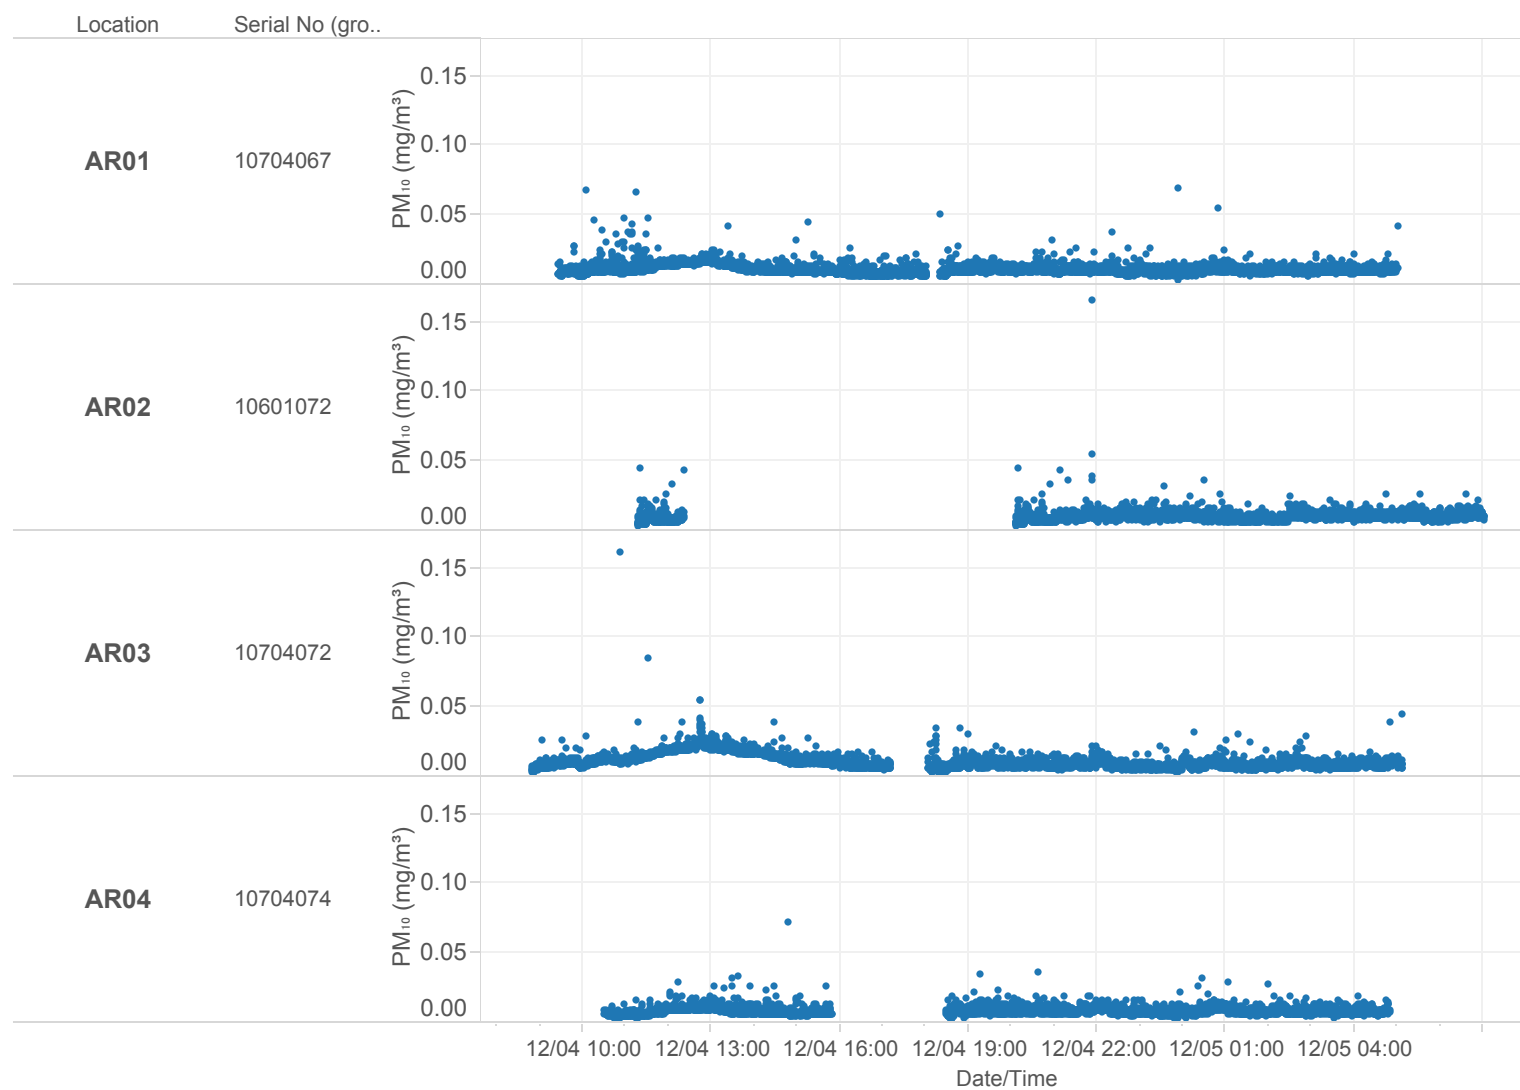 Location Serial No (gro..
0.15
0.10
0.05
0.00
PM₁₀ (mg/m³)
AR01 10704067
0.15
0.10
0.05
0.00
PM₁₀ (mg/m³)
AR02 10601072
0.15
0.10
0.05
0.00
PM₁₀ (mg/m³)
AR03 10704072
0.15
0.10
0.05
0.00
PM₁₀ (mg/m³)
AR04 10704074
12/04 10:00 12/04 13:00 12/04 16:00 12/04 19:00 12/04 22:00 12/05 01:00 12/05 04:00
Date/Time